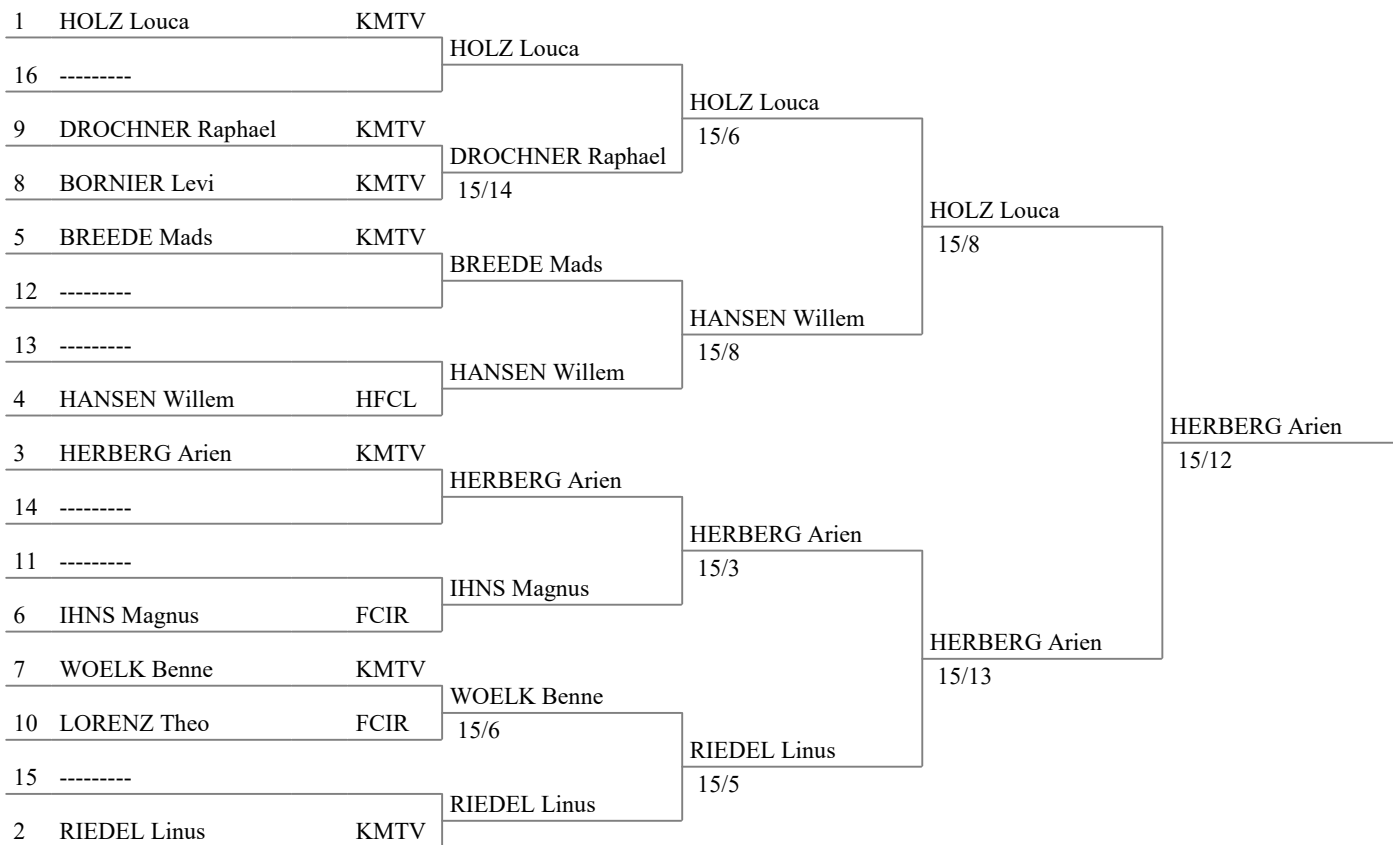 1 HOLZ Louca KMTV
HOLZ Louca
16 ---------
HOLZ Louca
15/6
9 DROCHNER Raphael KMTV
DROCHNER Raphael
15/14
8 BORNIER Levi KMTV
HOLZ Louca
15/8
5 BREEDE Mads KMTV
BREEDE Mads
12 ---------
HANSEN Willem
15/8
13 ---------
HANSEN Willem
4 HANSEN Willem HFCL
HERBERG Arien
15/12
3 HERBERG Arien KMTV
HERBERG Arien
14 ---------
HERBERG Arien
15/3
11 ---------
IHNS Magnus
6 IHNS Magnus FCIR
HERBERG Arien
15/13
7 WOELK Benne KMTV
WOELK Benne
15/6
10 LORENZ Theo FCIR
RIEDEL Linus
15/5
15 ---------
RIEDEL Linus
2 RIEDEL Linus KMTV